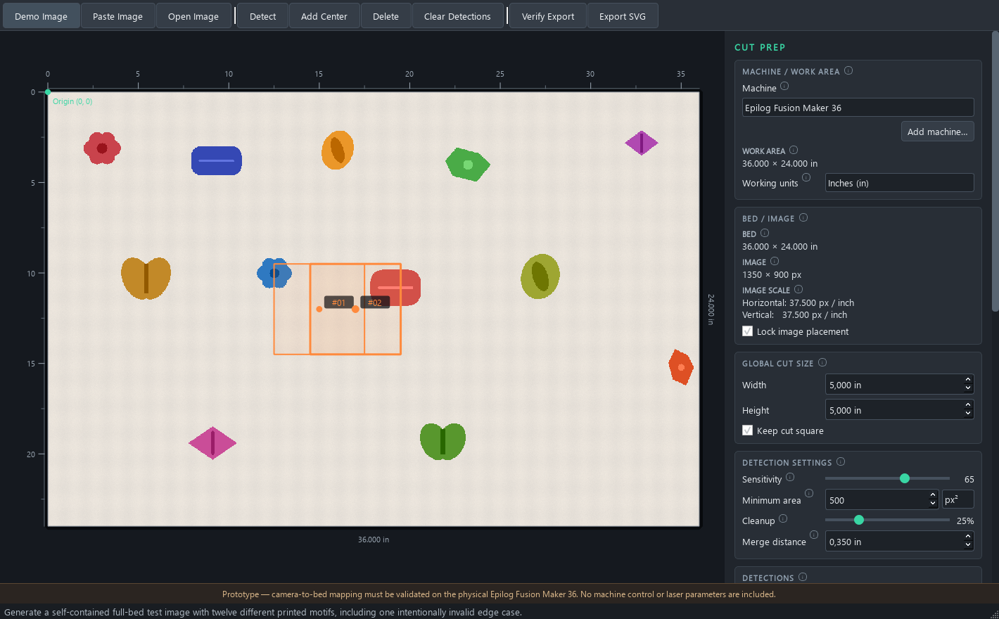 Demo Image Paste Image Open Image Detect Add Center Delete Clear Detections Verify Export Export SVG
CUT PREP
MACHINE / WORK AREA
Machine
Epilog Fusion Maker 36
Add machine...
WORK AREA
36.000 × 24.000 in
Working units Inches (in)
BED / IMAGE
BED
36.000 × 24.000 in
IMAGE
1350 × 900 px
IMAGE SCALE
Horizontal: 37.500 px / inch
Vertical: 37.500 px / inch
Lock image placement
GLOBAL CUT SIZE
Width 5,000 in
Height 5,000 in
Keep cut square
DETECTION SETTINGS
Sensitivity 65
Minimum area 500 px²
Cleanup 25%
Merge distance 0,350 in
DETECTIONS
0 5 10 15 20 25 30 35
0
Origin (0, 0)
5
10
#01 #02
24.000 in
15
20
36.000 in
Prototype — camera-to-bed mapping must be validated on the physical Epilog Fusion Maker 36. No machine control or laser parameters are included.
Generate a self-contained full-bed test image with twelve different printed motifs, including one intentionally invalid edge case.